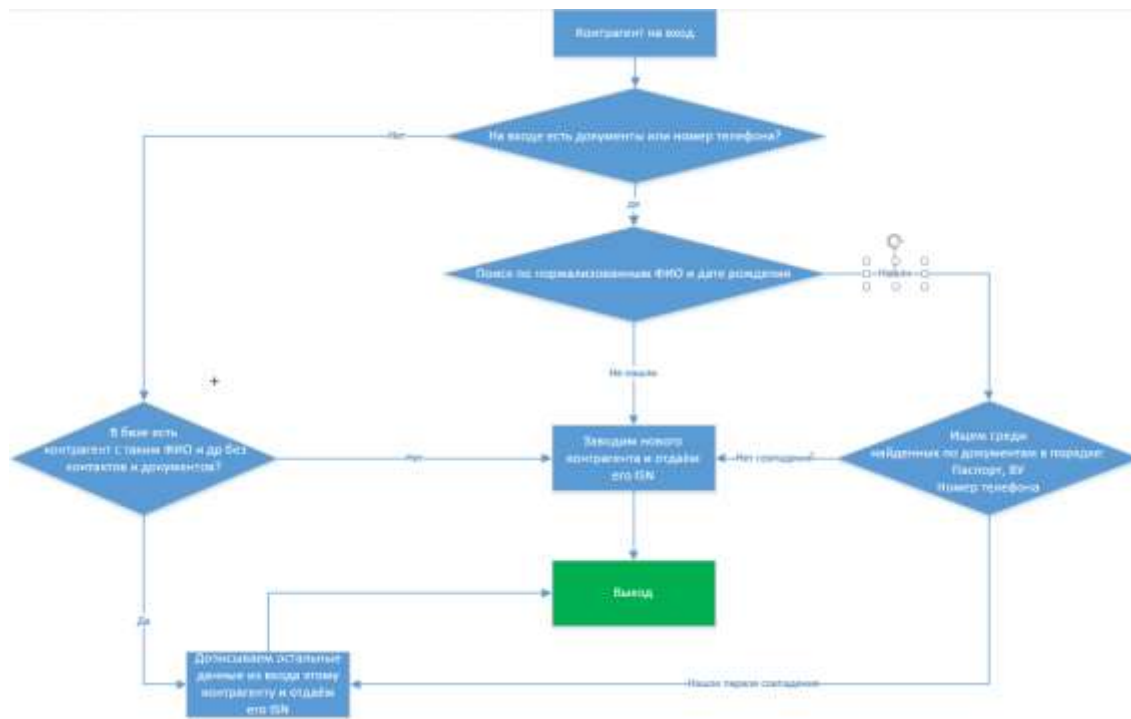 Контрагент на вход
На входе есть документы или номер телефона?
Нет
Да
Поиск по нормализованным ФИО и дате рождения
Нашли
Не нашли
В базе есть
контрагент с таким ФИО и др без
контактов и документов?
Нет
Заводим нового
контрагента и отдаём
его ISN
Нет совпадений
Ищем среди
найденных по документам в порядке:
Паспорт, ВУ
Номер телефона
Выход
Да
Дописываем остальные
данные из входа этому
контрагенту и отдаём
его ISN
Нашли первое совпадение